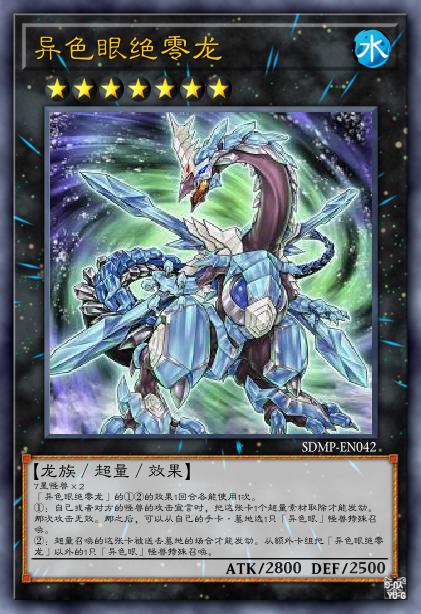 异色眼绝零龙
水
SDMP-EN042
【龙族／超量／效果】
7星怪兽×2
「异色眼绝零龙」的①②的效果1回合各能使用1次。
①：自己或者对方的怪兽的攻击宣言时，把这张卡1个超量素材取除才能发动。
那次攻击无效。那之后，可以从自己的手卡·墓地选1只「异色眼」怪兽特殊召
唤。
②：超量召唤的这张卡被送去墓地的场合才能发动。从额外卡组把「异色眼绝零
龙」以外的1只「异色眼」怪兽特殊召唤。
ATK/2800 DEF/2500